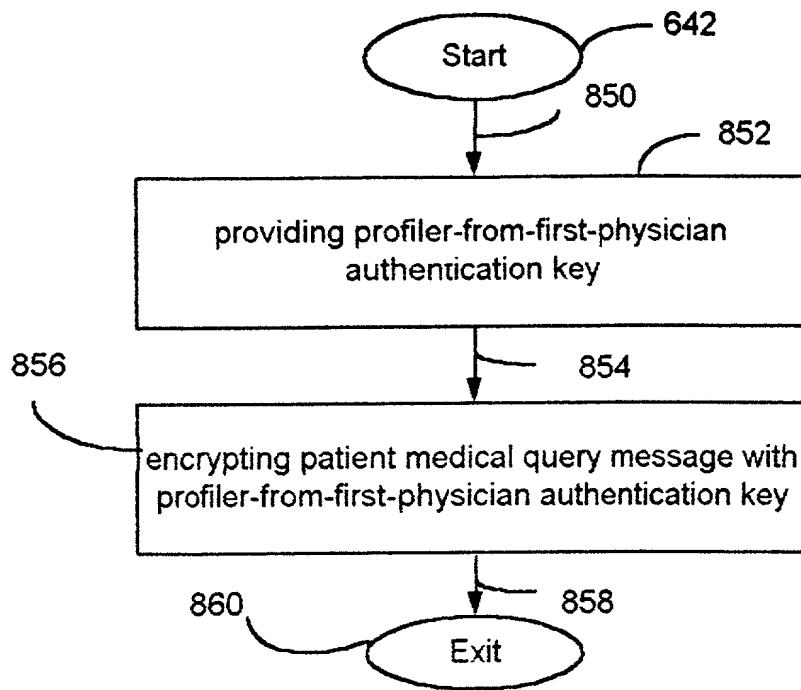 642
Start
850
852
providing profiler-from-first-physician
authentication key
856
854
encrypting patient medical query message with
profiler-from-first-physician authentication key
860
858
Exit